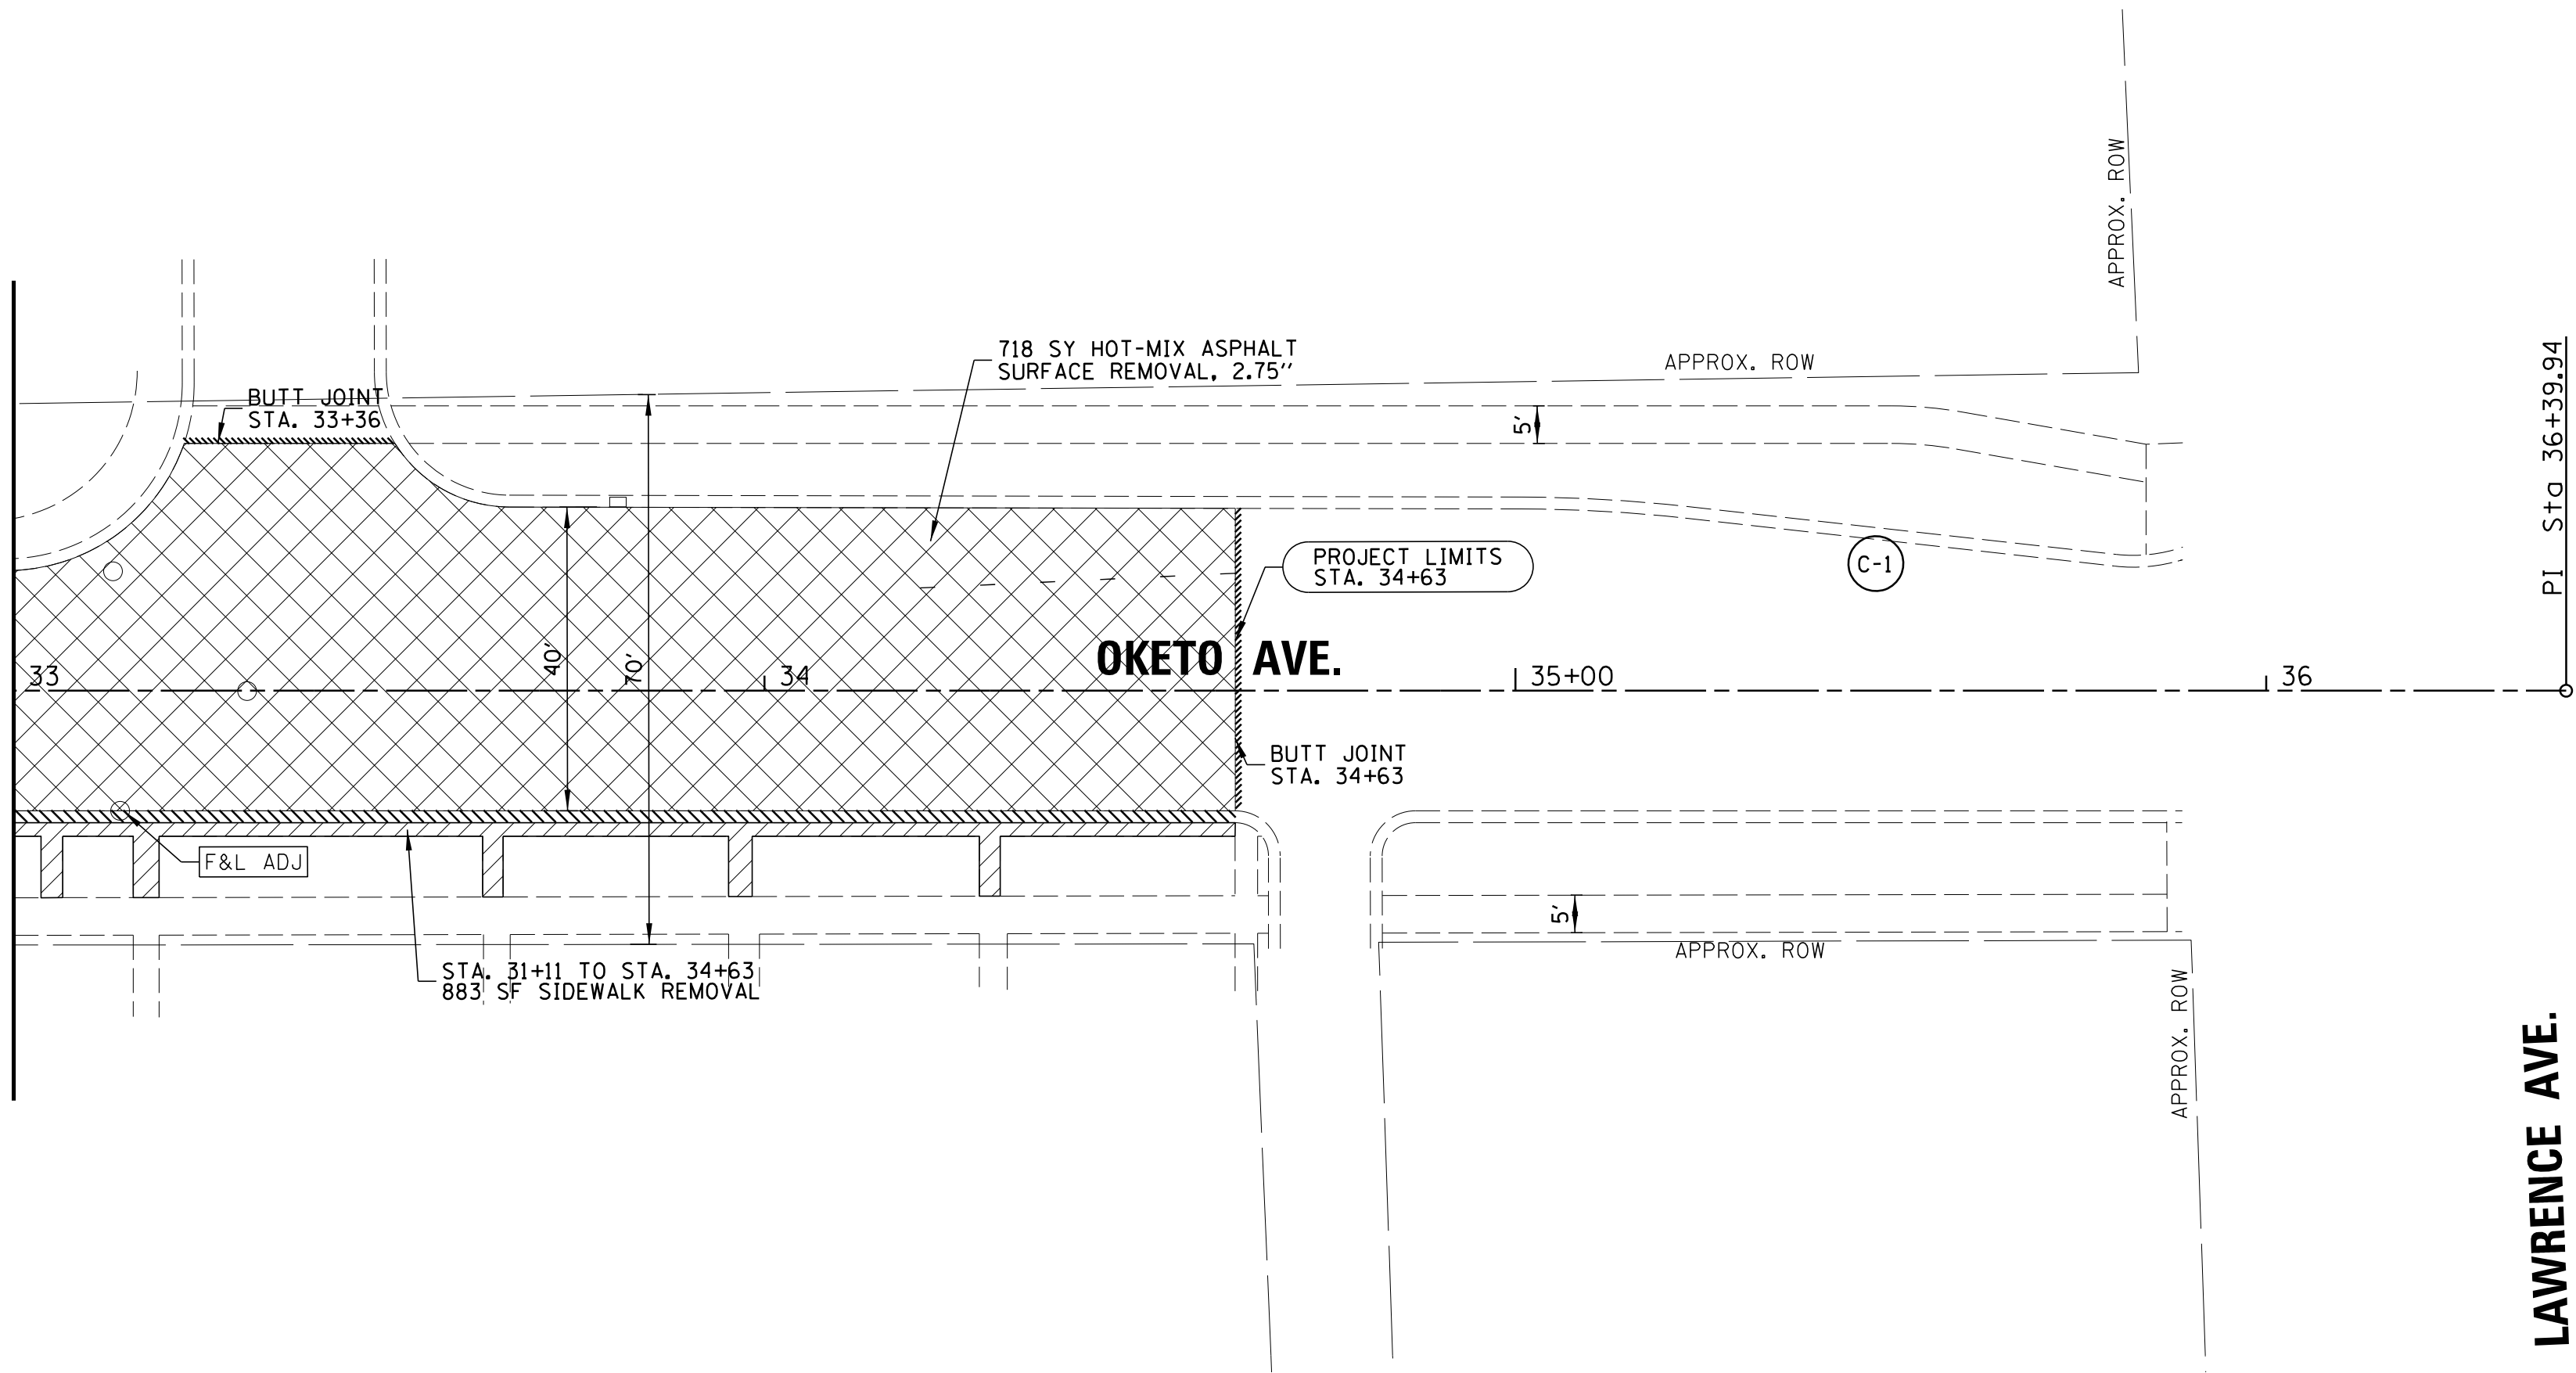 APPROX. ROW
718 SY HOT-MIX ASPHALT
SURFACE REMOVAL, 2.75''
APPROX. ROW
PI Sta 36+39.94
BUTT JOINT
STA. 33+36
5'
PROJECT LIMITS
STA. 34+63
C-1
40'
70'
OKETO AVE.
33
34
35+00
36
BUTT JOINT
STA. 34+63
F&L ADJ
5'
APPROX. ROW
STA. 31+11 TO STA. 34+63
883 SF SIDEWALK REMOVAL
APPROX. ROW
LAWRENCE AVE.